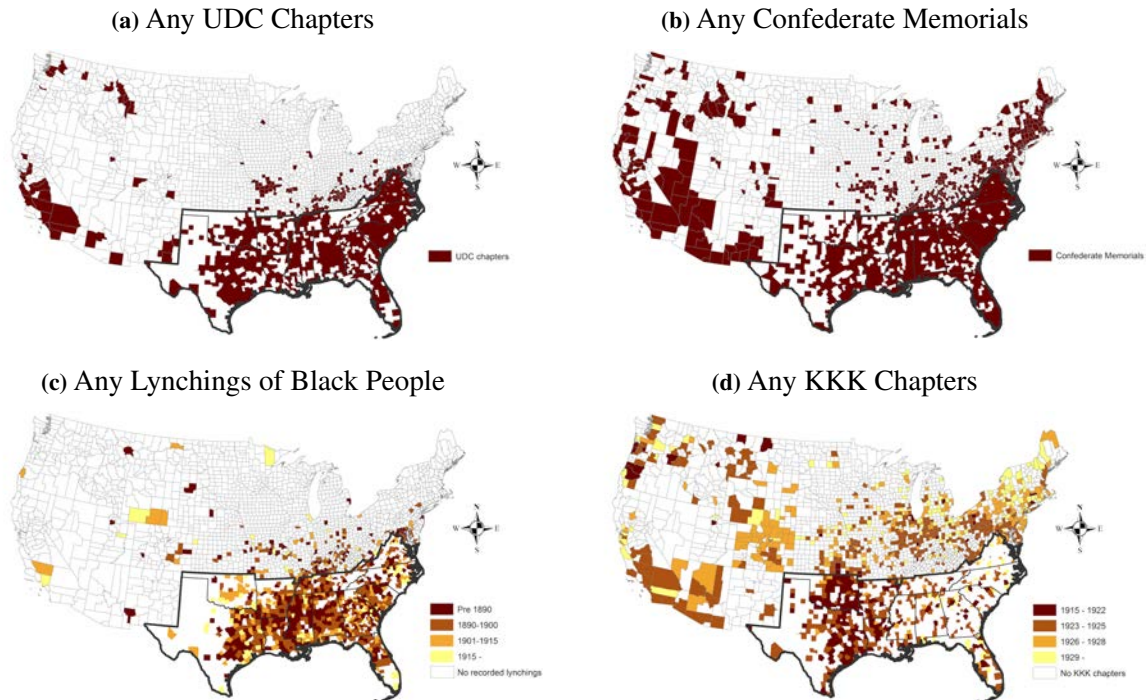 (a) Any UDC Chapters
(b) Any Confederate Memorials
N
W E
S
UDC chapters
N
W E
S
Confederate Memorials
(c) Any Lynchings of Black People
(d) Any KKK Chapters
N
W E
S
Pre 1890
1890-1900
1901-1915
1915 -
No recorded lynchings
N
W E
S
1915 - 1922
1923 - 1925
1926 - 1928
1929 -
No KKK chapters